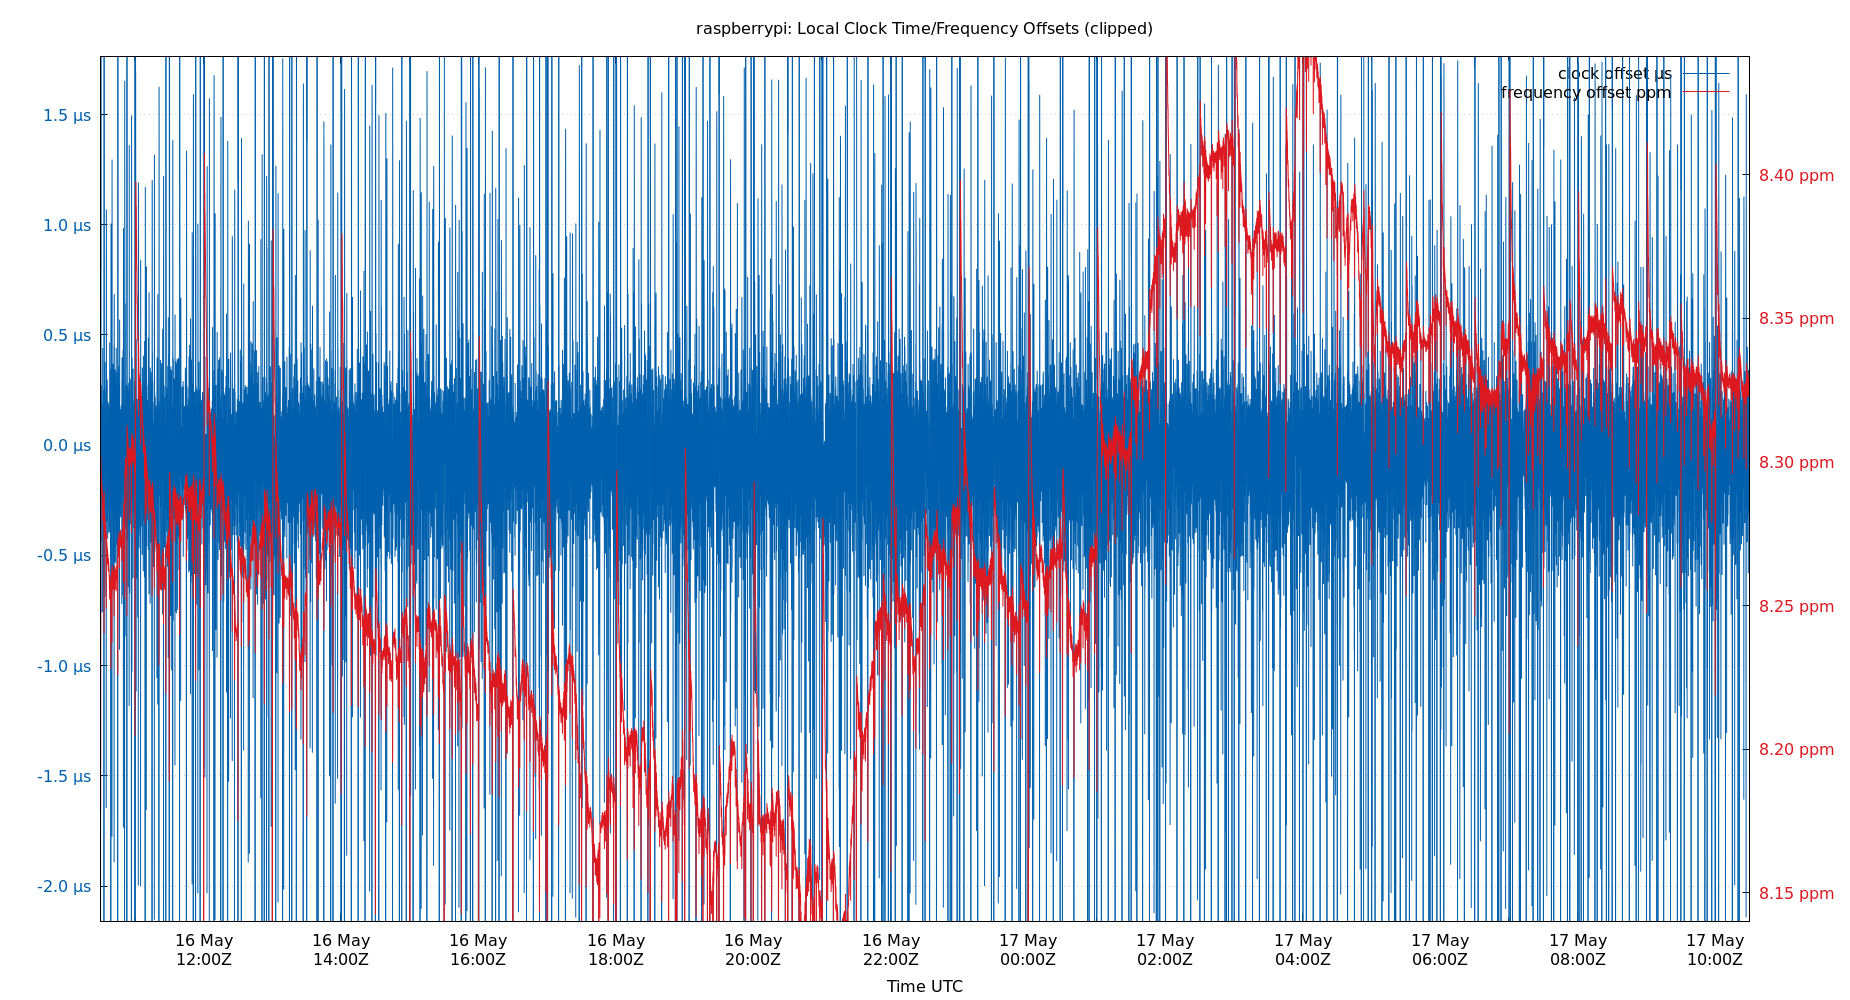 raspberrypi: Local Clock Time/Frequency Offsets (clipped)
clock offset µs
frequency offset ppm
1.5 µs
1.0 µs
0.5 µs
0.0 µs
-0.5 µs
-1.0 µs
-1.5 µs
-2.0 µs
8.40 ppm
8.35 ppm
8.30 ppm
8.25 ppm
8.20 ppm
8.15 ppm
16 May 16 May 16 May 16 May 16 May 16 May 17 May 17 May 17 May 17 May 17 May 17 May
12:00Z 14:00Z 16:00Z 18:00Z 20:00Z 22:00Z 00:00Z 02:00Z 04:00Z 06:00Z 08:00Z 10:00Z
Time UTC